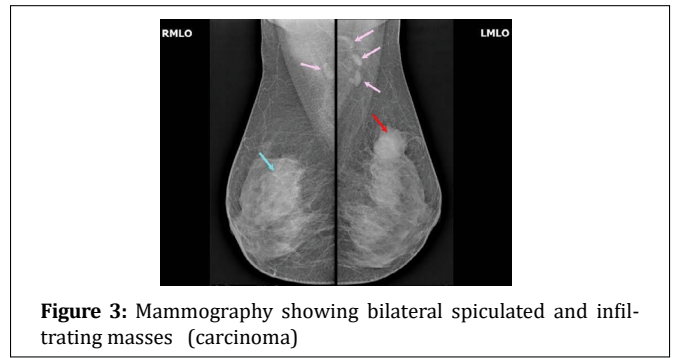 RMLO
LMLO
Figure 3: Mammography showing bilateral spiculated and infil-
trating masses (carcinoma)